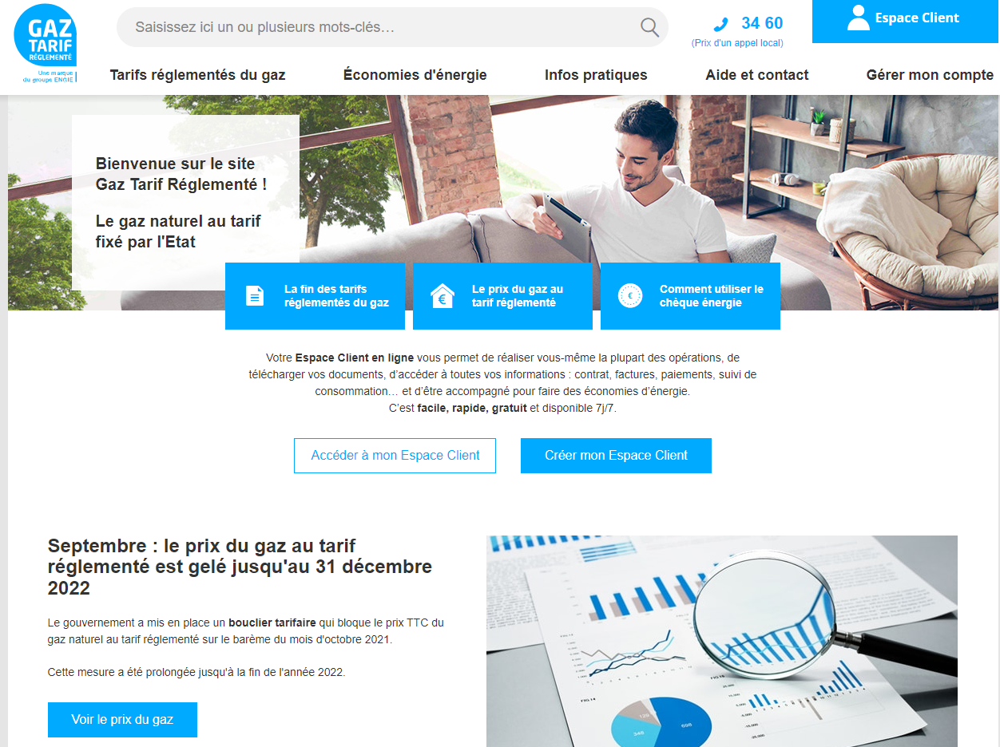 GAZ
TARIF
RÉGLEMENTÉ
Une marque
du groupe ENGIE
Saisissez ici un ou plusieurs mots-clés…
34 60
(Prix d'un appel local)
Espace Client
Tarifs réglementés du gaz
Économies d'énergie
Infos pratiques
Aide et contact
Gérer mon compte
Bienvenue sur le site
Gaz Tarif Réglementé !
Le gaz naturel au tarif
fixé par l'Etat
La fin des tarifs
réglementés du gaz
€
Le prix du gaz au
tarif réglementé
€
Comment utiliser le
chèque énergie
Votre Espace Client en ligne vous permet de réaliser vous-même la plupart des opérations, de
télécharger vos documents, d’accéder à toutes vos informations : contrat, factures, paiements, suivi de
consommation… et d’être accompagné pour faire des économies d’énergie.
C’est facile, rapide, gratuit et disponible 7j/7.
Accéder à mon Espace Client
Créer mon Espace Client
Septembre : le prix du gaz au tarif
réglementé est gelé jusqu'au 31 décembre
2022
Le gouvernement a mis en place un bouclier tarifaire qui bloque le prix TTC du
gaz naturel au tarif réglementé sur le barème du mois d'octobre 2021.
Cette mesure a été prolongée jusqu'à la fin de l'année 2022.
Voir le prix du gaz
FIG.14
129
348
698